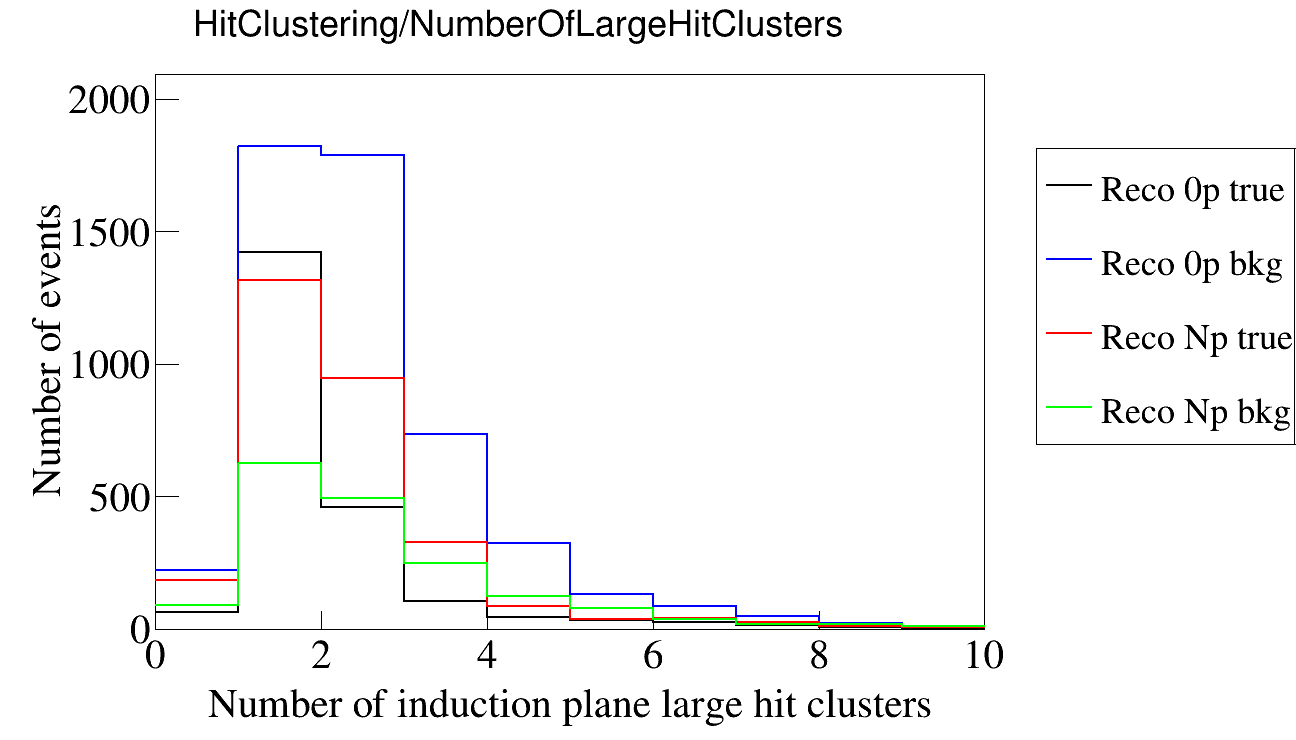 HitClustering/NumberOfLargeHitClusters
2000
1500
1000
500
0
Number of events
0 2 4 6 8 10
Number of induction plane large hit clusters
Reco 0p true
Reco 0p bkg
Reco Np true
Reco Np bkg